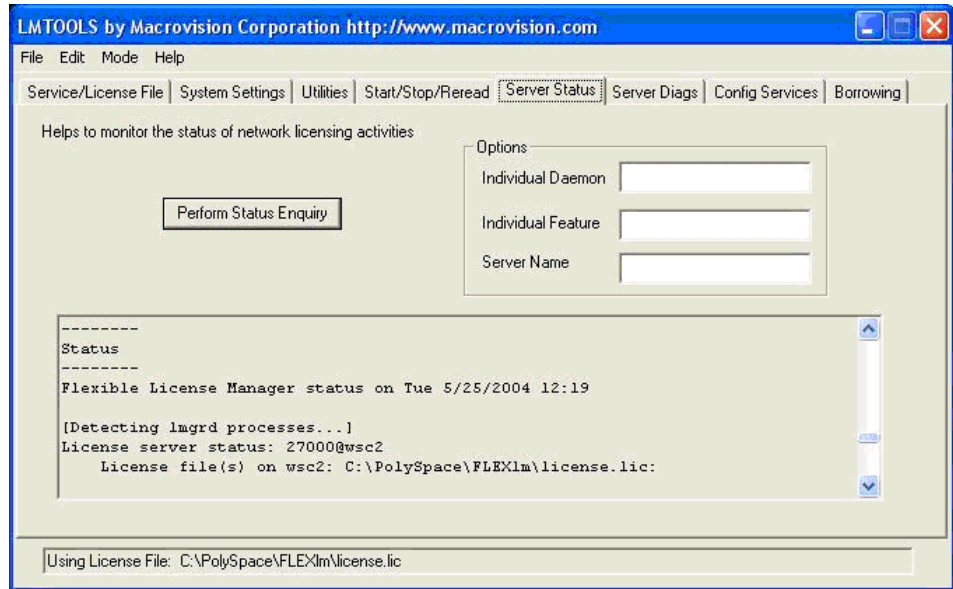 LMTOOLS by Macrovision Corporation http://www.macrovision.com
File Edit Mode Help
Service/License File System Settings Utilities Start/Stop/Reread Server Status Server Diags Config Services Borrowing
Helps to monitor the status of network licensing activities
Options
Individual Daemon
Perform Status Enquiry
Individual Feature
Server Name
--------
Status
--------
Flexible License Manager status on Tue 5/25/2004 12:19
[Detecting lmgrd processes...]
License server status: 27000@wsc2
License file(s) on wsc2: C:\PolySpace\FLEXlm\license.lic:
Using License File: C:\PolySpace\FLEXlm\license.lic